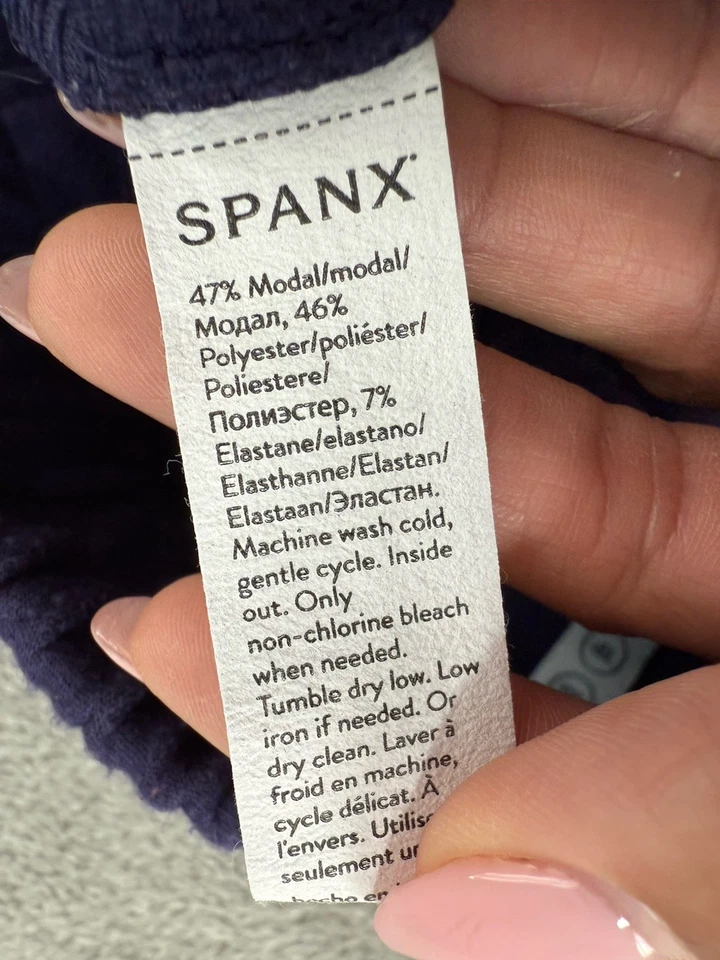 SPANX
47% Modal/modal/
Модал, 46%
Polyester/poliéster/
Poliestere/
Полиэстер, 7%
Elastane/elastano/
Elasthanne/Elastan/
Elastaan/Эластан.
Machine wash cold,
gentle cycle. Inside
out. Only
non-chlorine bleach
when needed.
Tumble dry low. Low
iron if needed. Or
dry clean. Laver à
froid en machine,
cycle délicat. À
l'envers.
seulement